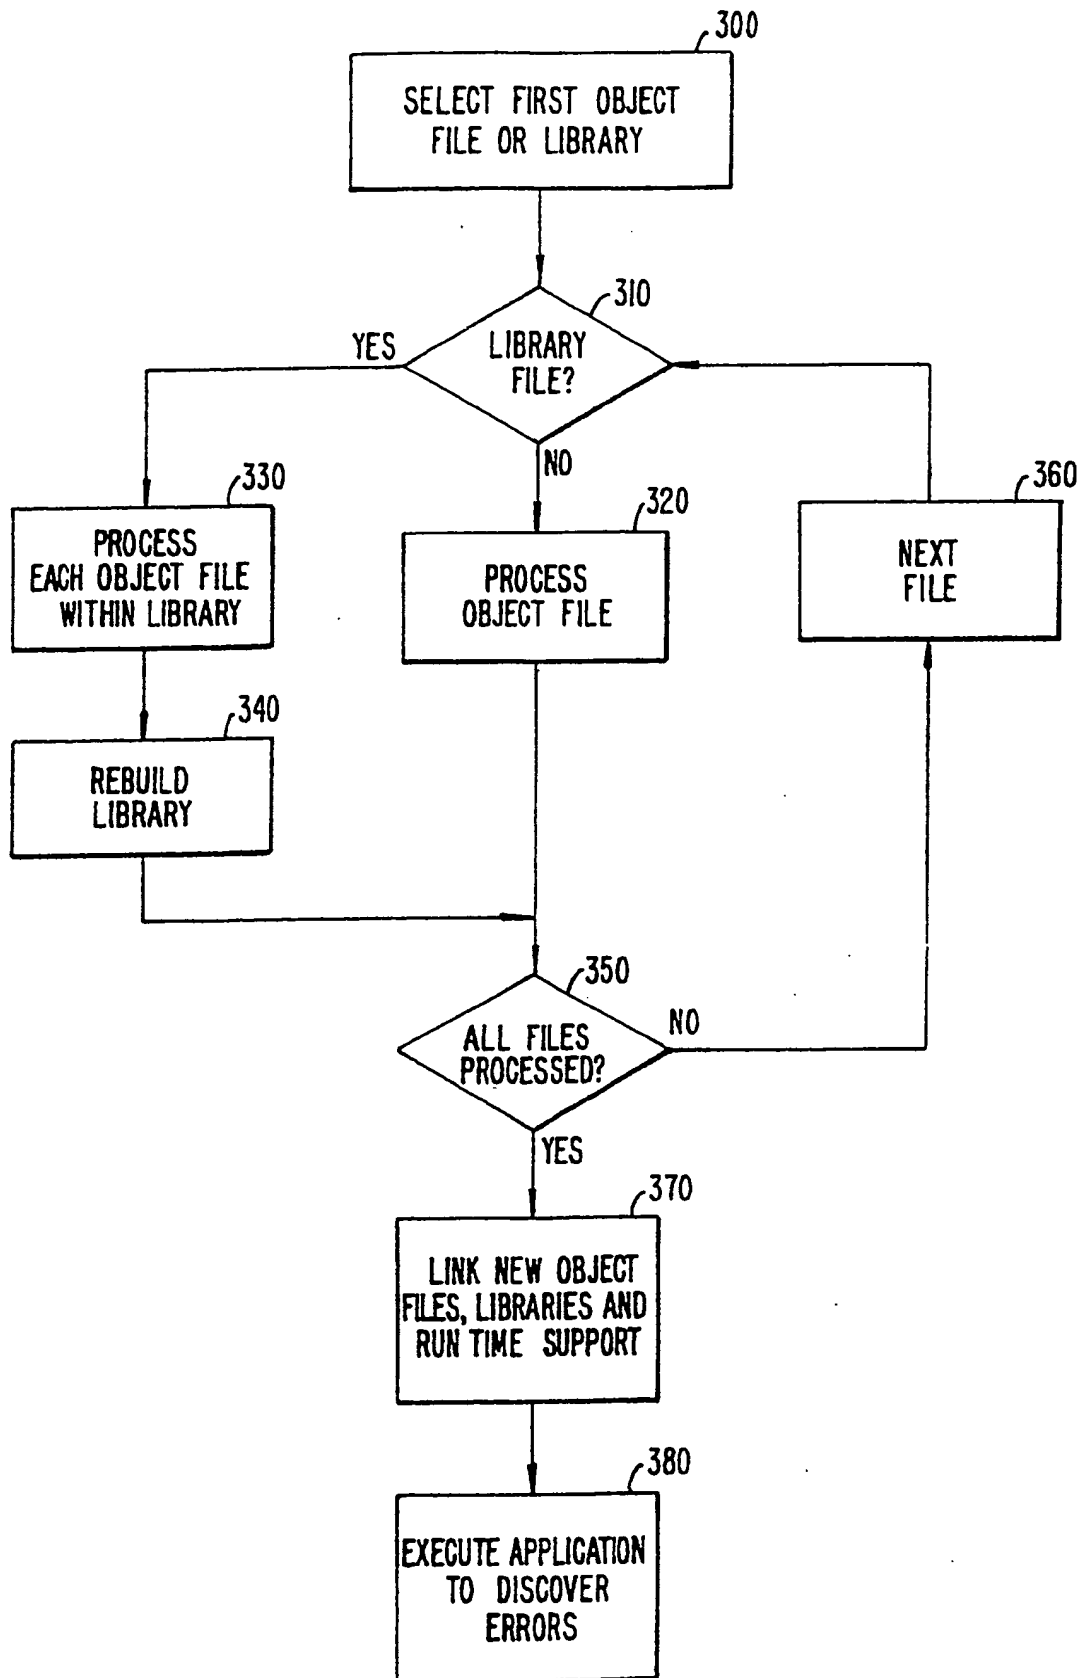 300
SELECT FIRST OBJECT
FILE OR LIBRARY
310
LIBRARY
FILE?
YES
NO
330
PROCESS
EACH OBJECT FILE
WITHIN LIBRARY
320
PROCESS
OBJECT FILE
360
NEXT
FILE
340
REBUILD
LIBRARY
350
ALL FILES
PROCESSED?
NO
YES
370
LINK NEW OBJECT
FILES, LIBRARIES AND
RUN TIME SUPPORT
380
EXECUTE APPLICATION
TO DISCOVER
ERRORS